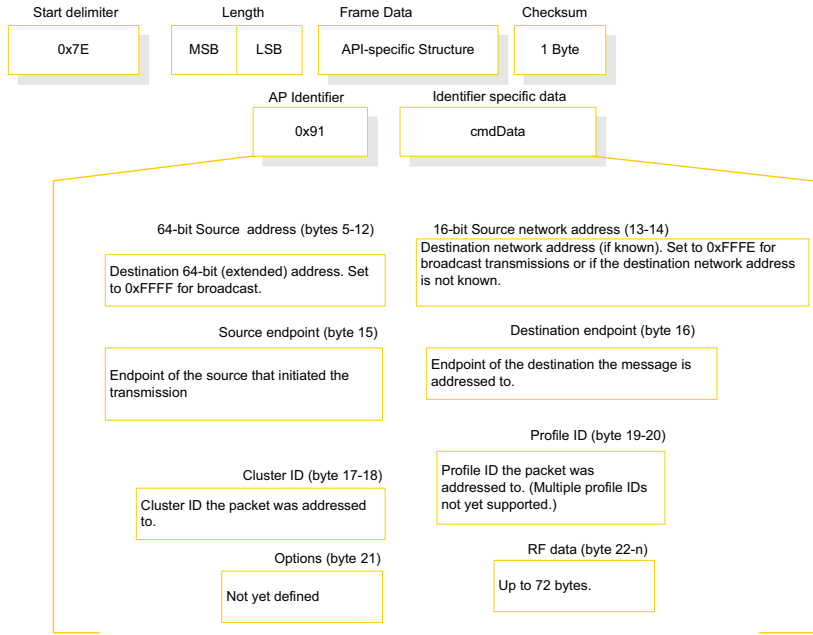 Start delimiter
Length
Frame Data
Checksum
0x7E
MSB
LSB
API-specific Structure
1 Byte
AP Identifier
Identifier specific data
0x91
cmdData
64-bit Source address (bytes 5-12)
16-bit Source network address (13-14)
Destination 64-bit (extended) address. Set
to 0xFFFF for broadcast.
Destination network address (if known). Set to 0xFFFE for
broadcast transmissions or if the destination network address
is not known.
Source endpoint (byte 15)
Destination endpoint (byte 16)
Endpoint of the source that initiated the
transmission
Endpoint of the destination the message is
addressed to.
Profile ID (byte 19-20)
Cluster ID (byte 17-18)
Profile ID the packet was
addressed to. (Multiple profile IDs
not yet supported.)
Cluster ID the packet was addressed
to.
Options (byte 21)
RF data (byte 22-n)
Not yet defined
Up to 72 bytes.